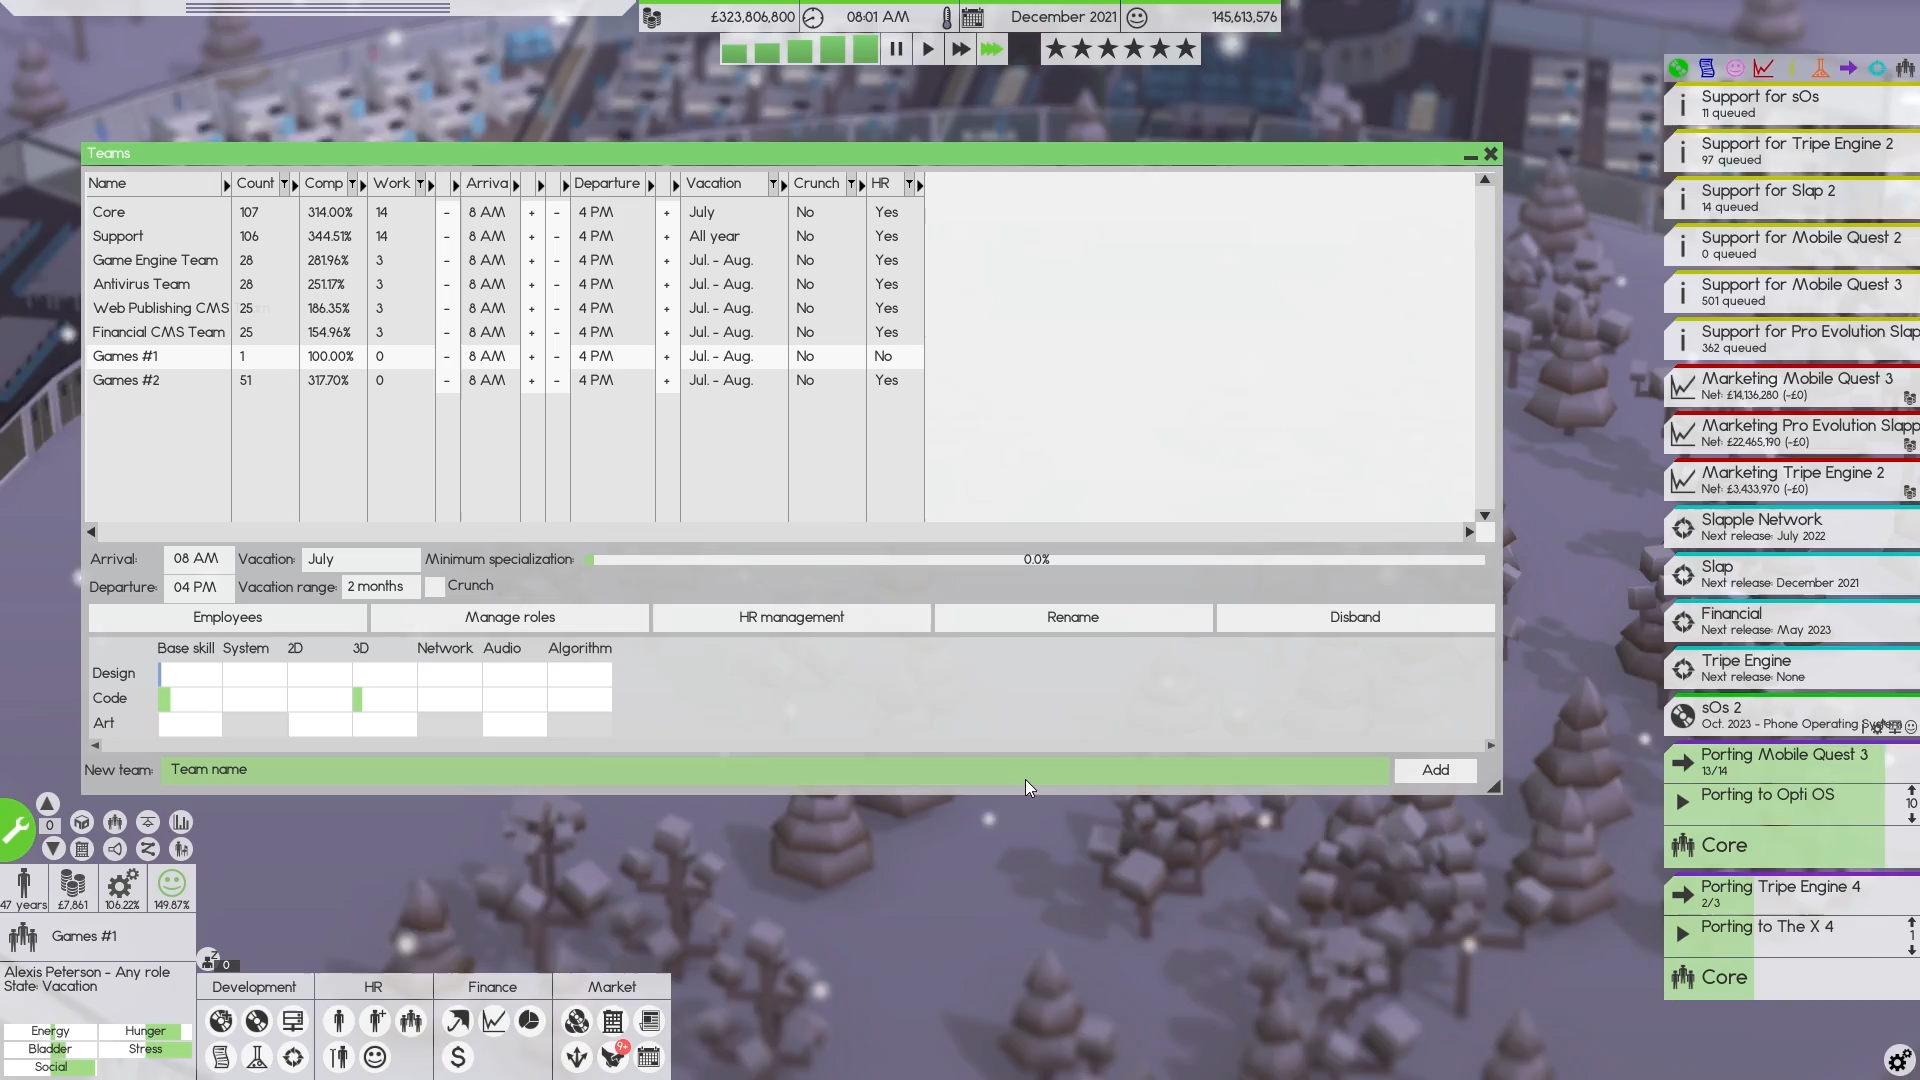 £323,806,800 08:01 AM December 2021 145,613,576
Teams
Name Count Comp Work Arriva Departure Vacation Crunch HR
Core 107 314.00% 14 - 8 AM + - 4 PM + July No Yes
Support 106 344.51% 14 - 8 AM + - 4 PM + All year No Yes
Game Engine Team 28 281.96% 3 - 8 AM + - 4 PM + Jul. - Aug. No Yes
Antivirus Team 28 251.17% 3 - 8 AM + - 4 PM + Jul. - Aug. No Yes
Web Publishing CMS 25 186.35% 3 - 8 AM + - 4 PM + Jul. - Aug. No Yes
Financial CMS Team 25 154.96% 3 - 8 AM + - 4 PM + Jul. - Aug. No Yes
Games #1 1 100.00% 0 - 8 AM + - 4 PM + Jul. - Aug. No No
Games #2 51 317.70% 0 - 8 AM + - 4 PM + Jul. - Aug. No Yes
Arrival: 08 AM Vacation: July Minimum specialization: 0.0%
Departure: 04 PM Vacation range: 2 months Crunch
Employees Manage roles HR management Rename Disband
Base skill System 2D 3D Network Audio Algorithm
Design
Code
Art
New team: Team name Add
Support for sOs
11 queued
Support for Tripe Engine 2
97 queued
Support for Slap 2
14 queued
Support for Mobile Quest 2
0 queued
Support for Mobile Quest 3
501 queued
Support for Pro Evolution Slap
362 queued
Marketing Mobile Quest 3
Net: £14,136,280 (-£0)
Marketing Pro Evolution Slapp
Net: £22,465,190 (-£0)
Marketing Tripe Engine 2
Net: £3,433,970 (-£0)
Slapple Network
Next release: July 2022
Slap
Next release: December 2021
Financial
Next release: May 2023
Tripe Engine
Next release: None
sOs 2
Oct. 2023 - Phone Operating System
Porting Mobile Quest 3
13/14
Porting to Opti OS
10
Core
Porting Tripe Engine 4
2/3
Porting to The X 4
1
Core
0
47 years £7,861 106.22% 149.87%
Games #1
Alexis Peterson - Any role
State: Vacation
Energy Hunger
Bladder Stress
Social
Z
0
Development HR Finance Market
9+